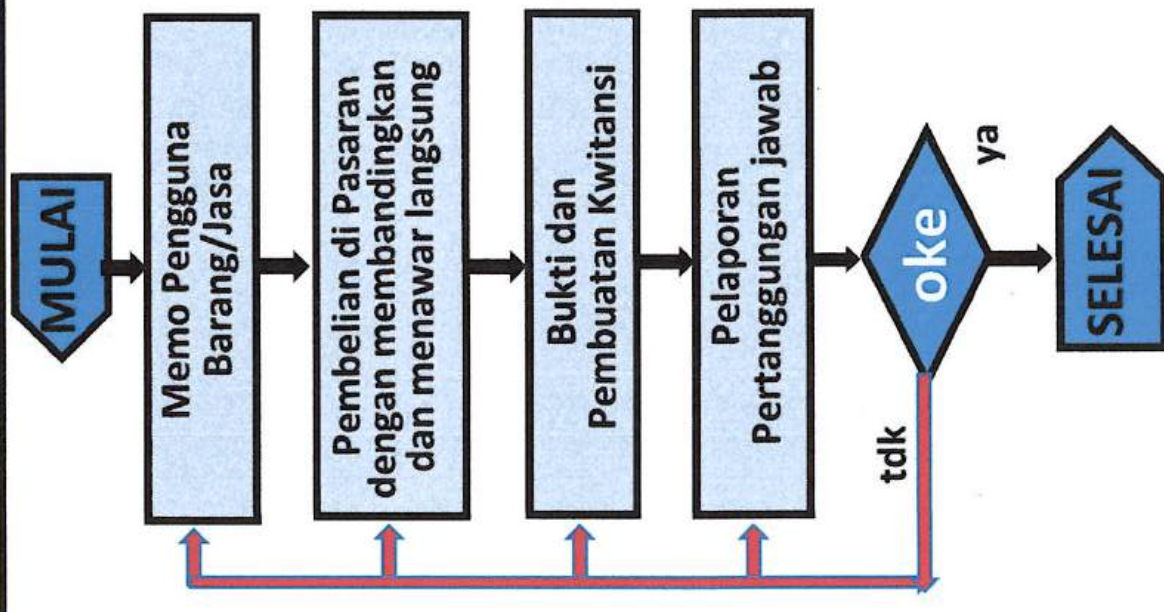 MULAI
Memo Pengguna
Barang/Jasa
Pembelian di Pasaran
dengan membandingkan
dan menawar langsung
Bukti dan
Pembuatan Kwitansi
Pelaporan
Pertanggungan jawab
oke
tdk
ya
SELESAI